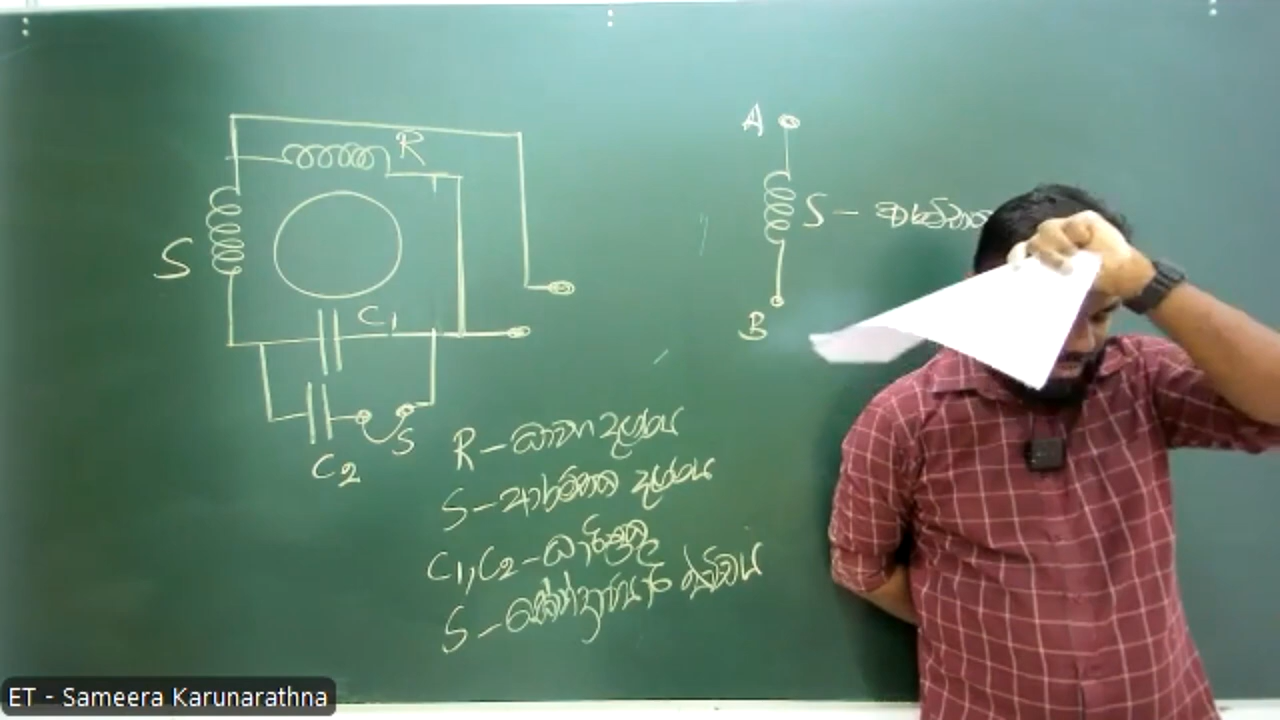 R
S
C1
C2
S
R - ධාවන දඟරය
S - ආරම්භක දඟරය
C1, C2 - ධාරිත්‍රක
S - කේන්ද්‍රාපසාරී ස්විචය
A
S -
B
ET - Sameera Karunarathna